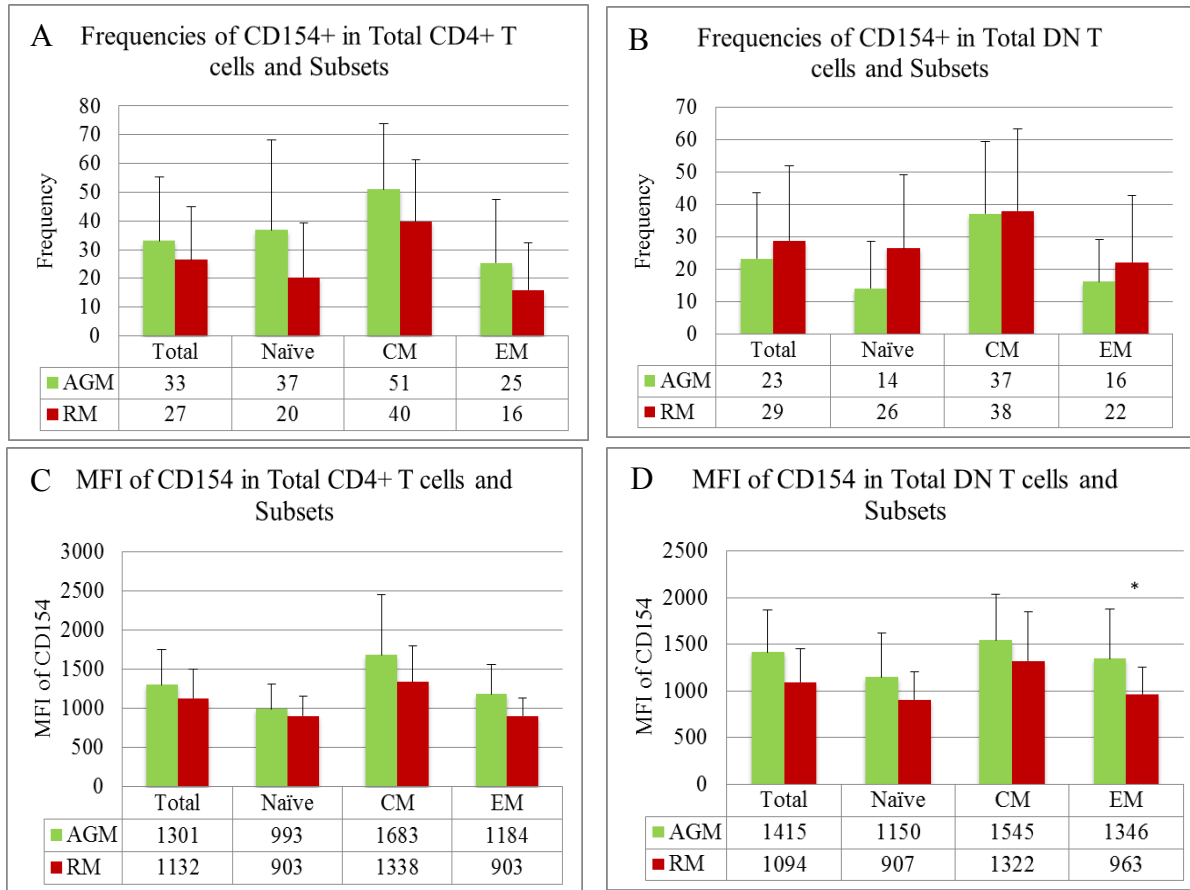 A
Frequencies of CD154+ in Total CD4+ T
cells and Subsets
Frequency
80
70
60
50
40
30
20
10
0
Total Naïve CM EM
AGM 33 37 51 25
RM 27 20 40 16
B
Frequencies of CD154+ in Total DN T
cells and Subsets
Frequency
70
60
50
40
30
20
10
0
Total Naïve CM EM
AGM 23 14 37 16
RM 29 26 38 22
C
MFI of CD154 in Total CD4+ T cells and
Subsets
MFI of CD154
3000
2500
2000
1500
1000
500
0
Total Naïve CM EM
AGM 1301 993 1683 1184
RM 1132 903 1338 903
D
MFI of CD154 in Total DN T cells and
Subsets
MFI of CD154
2500
2000
1500
1000
500
0
*
Total Naïve CM EM
AGM 1415 1150 1545 1346
RM 1094 907 1322 963